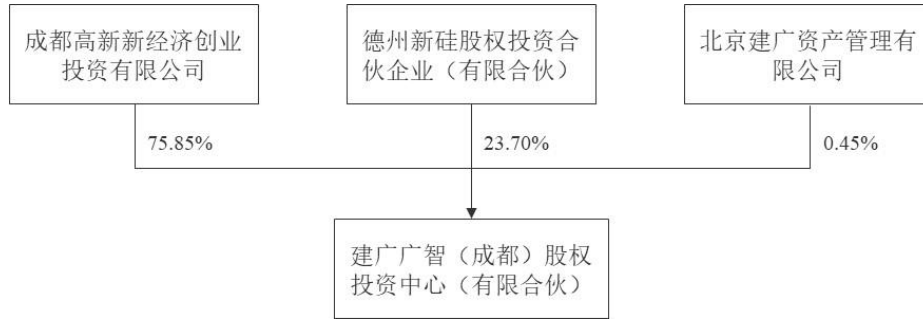 成都高新新经济创业
投资有限公司
德州新硅股权投资合
伙企业（有限合伙）
北京建广资产管理有
限公司
75.85%
23.70%
0.45%
建广广智（成都）股权
投资中心（有限合伙）